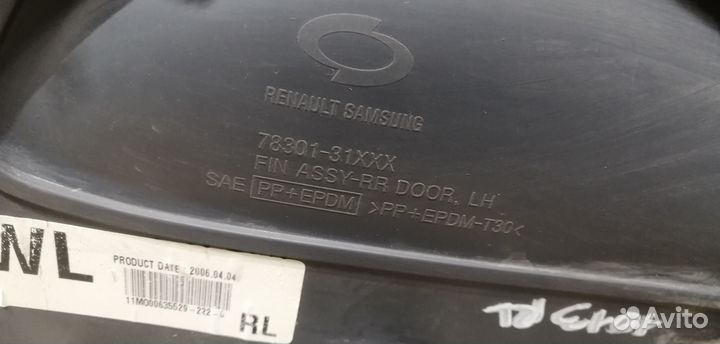 RENAULT SAMSUNG
78301-31XXX
FIN ASSY-RR DOOR, LH
SAE PP+EPDM >PP+EPDM-T30<
NL
PRODUCT DATE : 2006.04.04
RL
Avito